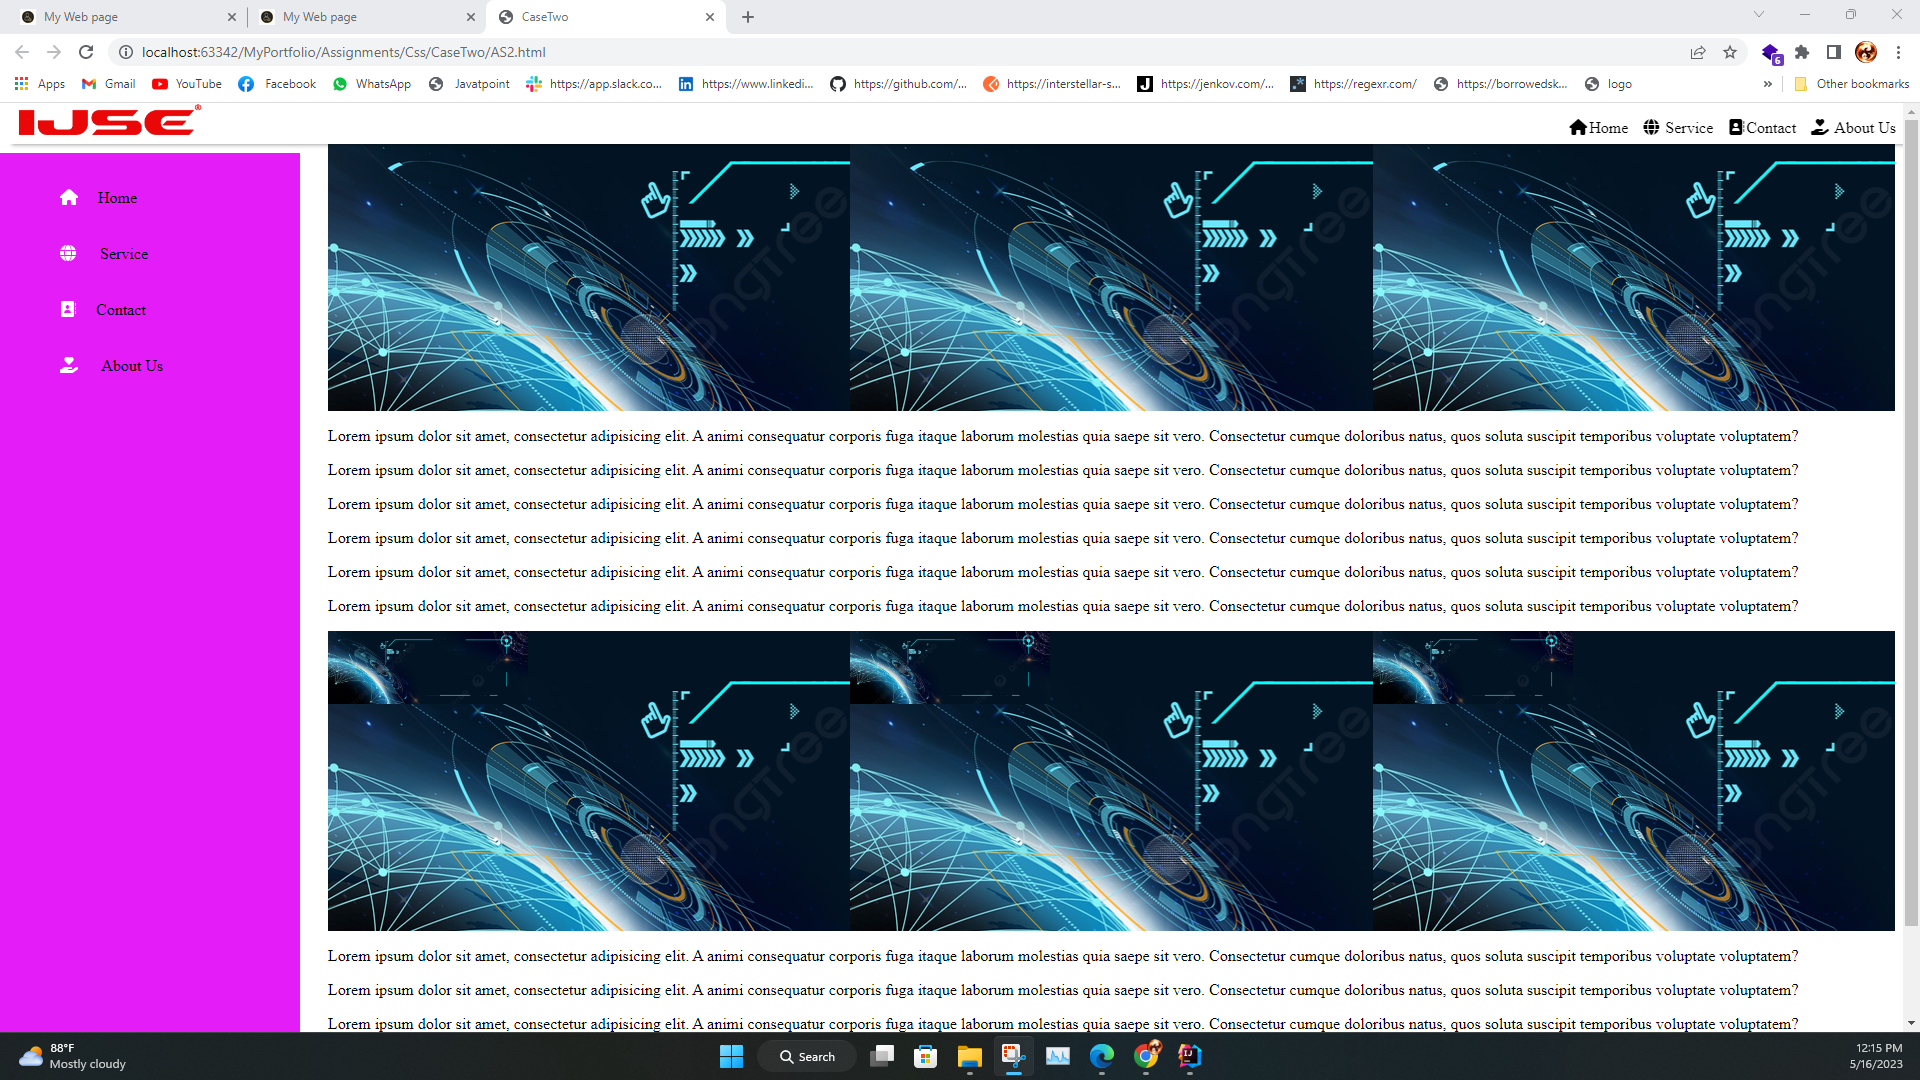 My Web page
My Web page
CaseTwo
localhost:63342/MyPortfolio/Assignments/Css/CaseTwo/AS2.html
6
Apps
Gmail
YouTube
Facebook
WhatsApp
Javatpoint
https://app.slack.co...
https://www.linkedi...
https://github.com/...
https://interstellar-s...
https://jenkov.com/...
https://regexr.com/
https://borrowedsk...
logo
»
Other bookmarks
IJSE®
Home
Service
Contact
About Us
Home
Service
Contact
About Us
Lorem ipsum dolor sit amet, consectetur adipisicing elit. A animi consequatur corporis fuga itaque laborum molestias quia saepe sit vero. Consectetur cumque doloribus natus, quos soluta suscipit temporibus voluptate voluptatem?
Lorem ipsum dolor sit amet, consectetur adipisicing elit. A animi consequatur corporis fuga itaque laborum molestias quia saepe sit vero. Consectetur cumque doloribus natus, quos soluta suscipit temporibus voluptate voluptatem?
Lorem ipsum dolor sit amet, consectetur adipisicing elit. A animi consequatur corporis fuga itaque laborum molestias quia saepe sit vero. Consectetur cumque doloribus natus, quos soluta suscipit temporibus voluptate voluptatem?
Lorem ipsum dolor sit amet, consectetur adipisicing elit. A animi consequatur corporis fuga itaque laborum molestias quia saepe sit vero. Consectetur cumque doloribus natus, quos soluta suscipit temporibus voluptate voluptatem?
Lorem ipsum dolor sit amet, consectetur adipisicing elit. A animi consequatur corporis fuga itaque laborum molestias quia saepe sit vero. Consectetur cumque doloribus natus, quos soluta suscipit temporibus voluptate voluptatem?
Lorem ipsum dolor sit amet, consectetur adipisicing elit. A animi consequatur corporis fuga itaque laborum molestias quia saepe sit vero. Consectetur cumque doloribus natus, quos soluta suscipit temporibus voluptate voluptatem?
Lorem ipsum dolor sit amet, consectetur adipisicing elit. A animi consequatur corporis fuga itaque laborum molestias quia saepe sit vero. Consectetur cumque doloribus natus, quos soluta suscipit temporibus voluptate voluptatem?
Lorem ipsum dolor sit amet, consectetur adipisicing elit. A animi consequatur corporis fuga itaque laborum molestias quia saepe sit vero. Consectetur cumque doloribus natus, quos soluta suscipit temporibus voluptate voluptatem?
Lorem ipsum dolor sit amet, consectetur adipisicing elit. A animi consequatur corporis fuga itaque laborum molestias quia saepe sit vero. Consectetur cumque doloribus natus, quos soluta suscipit temporibus voluptate voluptatem?
88°F
Mostly cloudy
Search
12:15 PM
5/16/2023